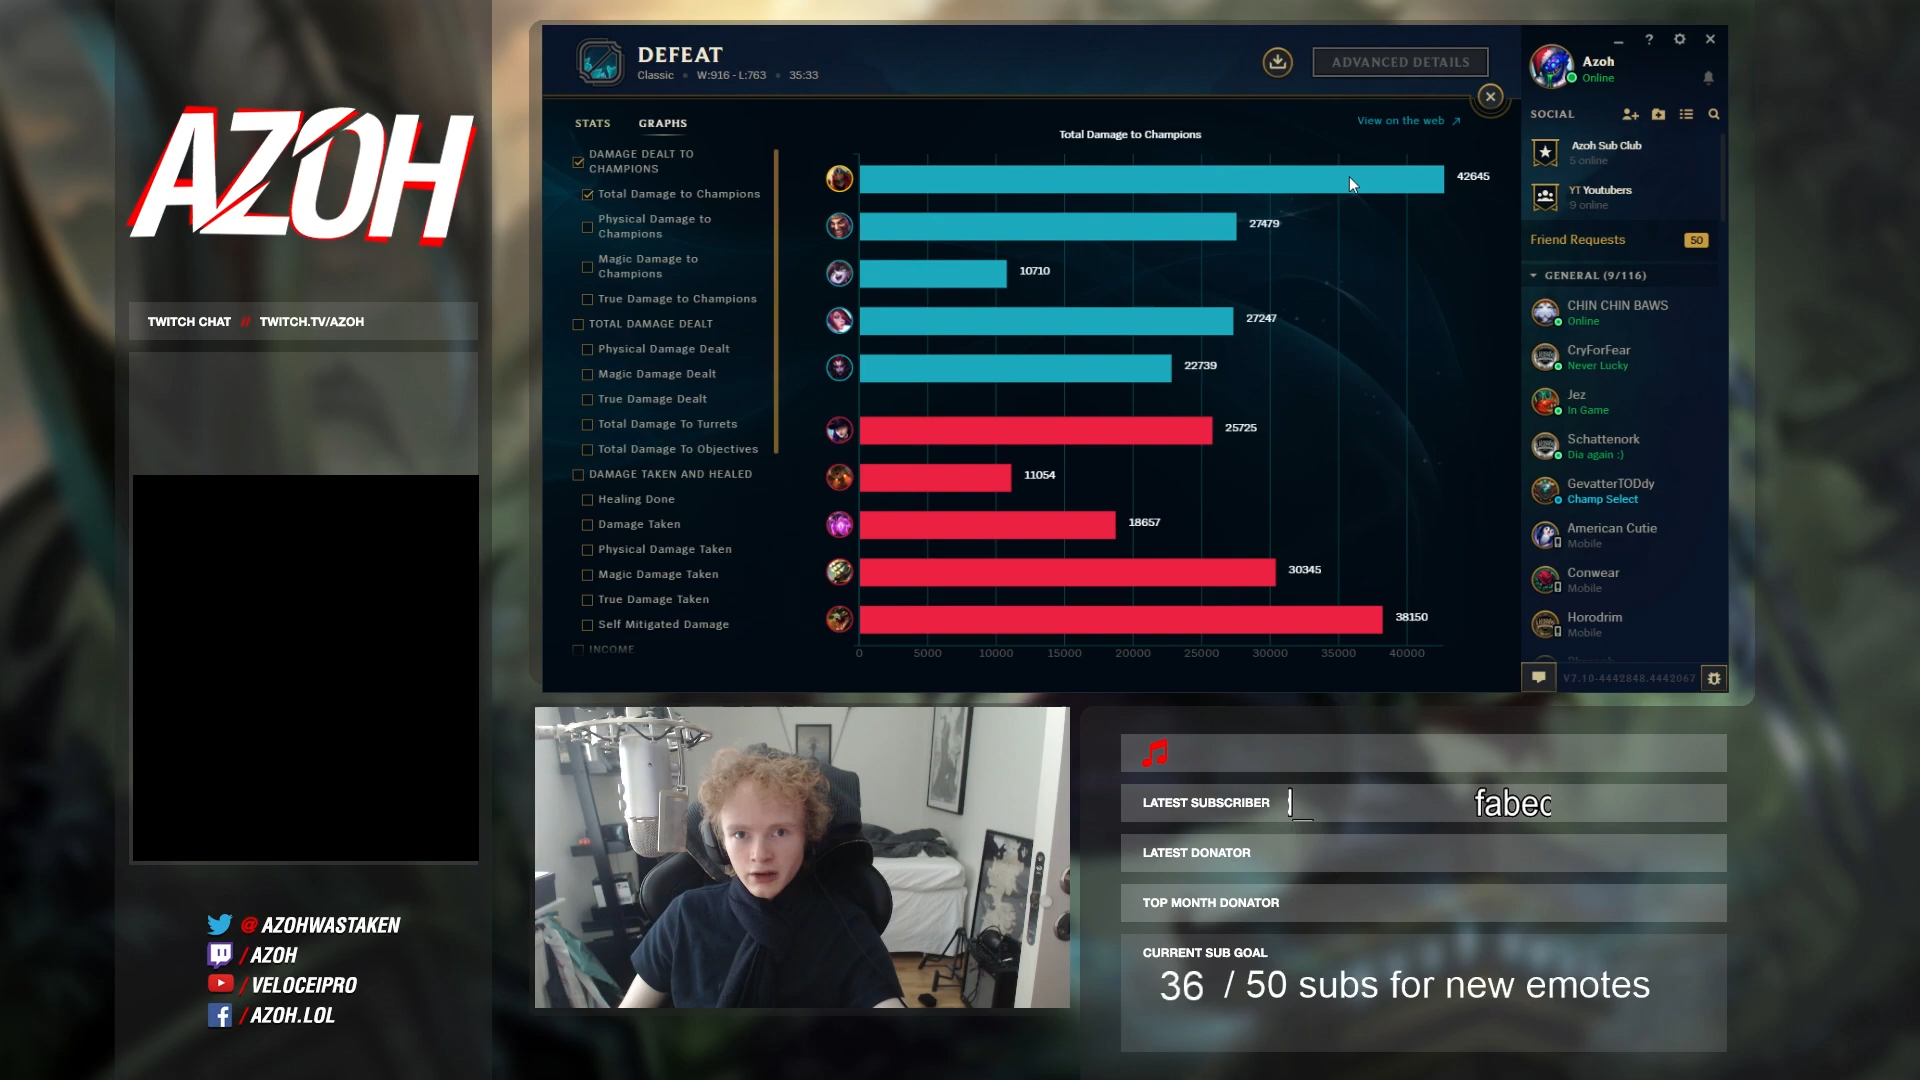 AZOH
TWITCH CHAT // TWITCH.TV/AZOH
@ AZOHWASTAKEN
/ AZOH
/ VELOCEIPRO
/ AZOH.LOL
DEFEAT
Classic • W:916 - L:763 • 35:33
ADVANCED DETAILS
STATS GRAPHS
View on the web
DAMAGE DEALT TO
CHAMPIONS
Total Damage to Champions
Physical Damage to
Champions
Magic Damage to
Champions
True Damage to Champions
TOTAL DAMAGE DEALT
Physical Damage Dealt
Magic Damage Dealt
True Damage Dealt
Total Damage To Turrets
Total Damage To Objectives
DAMAGE TAKEN AND HEALED
Healing Done
Damage Taken
Physical Damage Taken
Magic Damage Taken
True Damage Taken
Self Mitigated Damage
INCOME
Total Damage to Champions
42645
27479
10710
27247
22739
25725
11054
18657
30345
38150
0 5000 10000 15000 20000 25000 30000 35000 40000
?
Azoh
Online
SOCIAL
Azoh Sub Club
5 online
YT Youtubers
9 online
Friend Requests 50
GENERAL (9/116)
CHIN CHIN BAWS
Online
CryForFear
Never Lucky
Jez
In Game
Schattenork
Dia again :)
GevatterTODdy
Champ Select
American Cutie
Mobile
Conwear
Mobile
Horodrim
Mobile
V7.10-4442848.4442067
LATEST SUBSCRIBER fabec
LATEST DONATOR
TOP MONTH DONATOR
CURRENT SUB GOAL
36 / 50 subs for new emotes